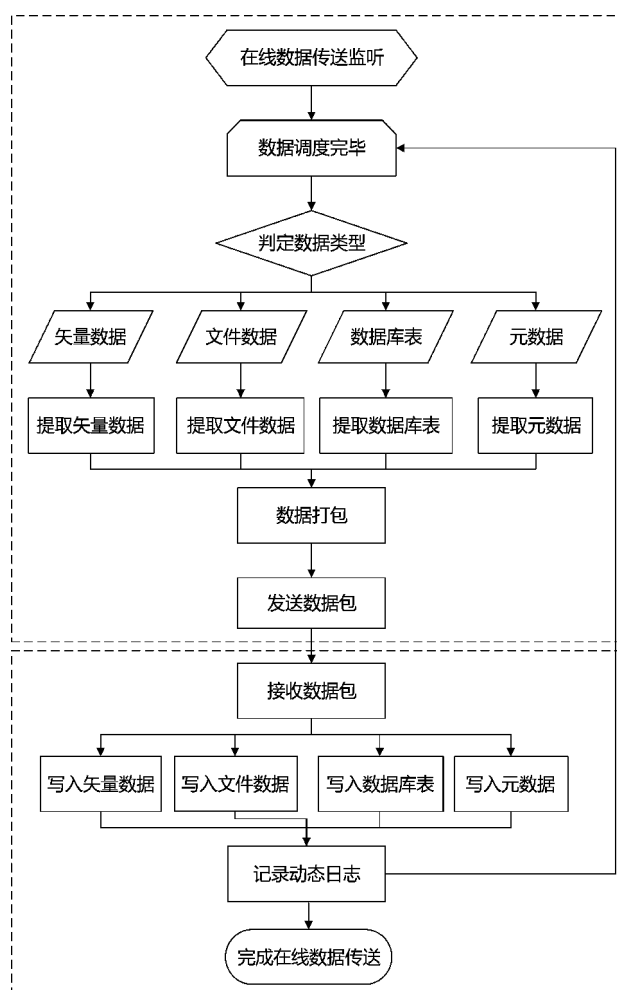 在线数据传送监听
数据调度完毕
判定数据类型
矢量数据
文件数据
数据库表
元数据
提取矢量数据
提取文件数据
提取数据库表
提取元数据
数据打包
发送数据包
接收数据包
写入矢量数据
写入文件数据
写入数据库表
写入元数据
记录动态日志
完成在线数据传送